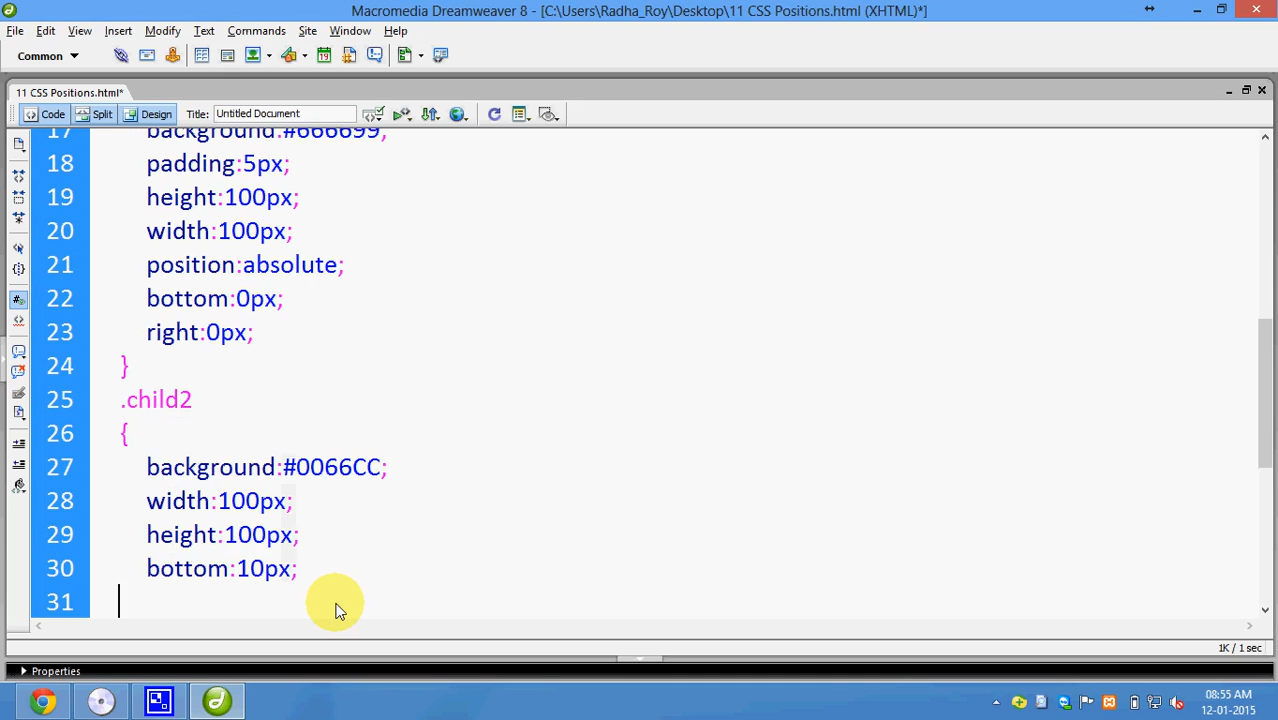 Macromedia Dreamweaver 8 - [C:\Users\Radha_Roy\Desktop\11 CSS Positions.html (XHTML)*]
File Edit View Insert Modify Text Commands Site Window Help
Common
11 CSS Positions.html*
Code Split Design Title: Untitled Document
17 background:#666699;
18 padding:5px;
19 height:100px;
20 width:100px;
21 position:absolute;
22 bottom:0px;
23 right:0px;
24 }
25 .child2
26 {
27 background:#0066CC;
28 width:100px;
29 height:100px;
30 bottom:10px;
31
1K / 1 sec
Properties
08:55 AM
12-01-2015